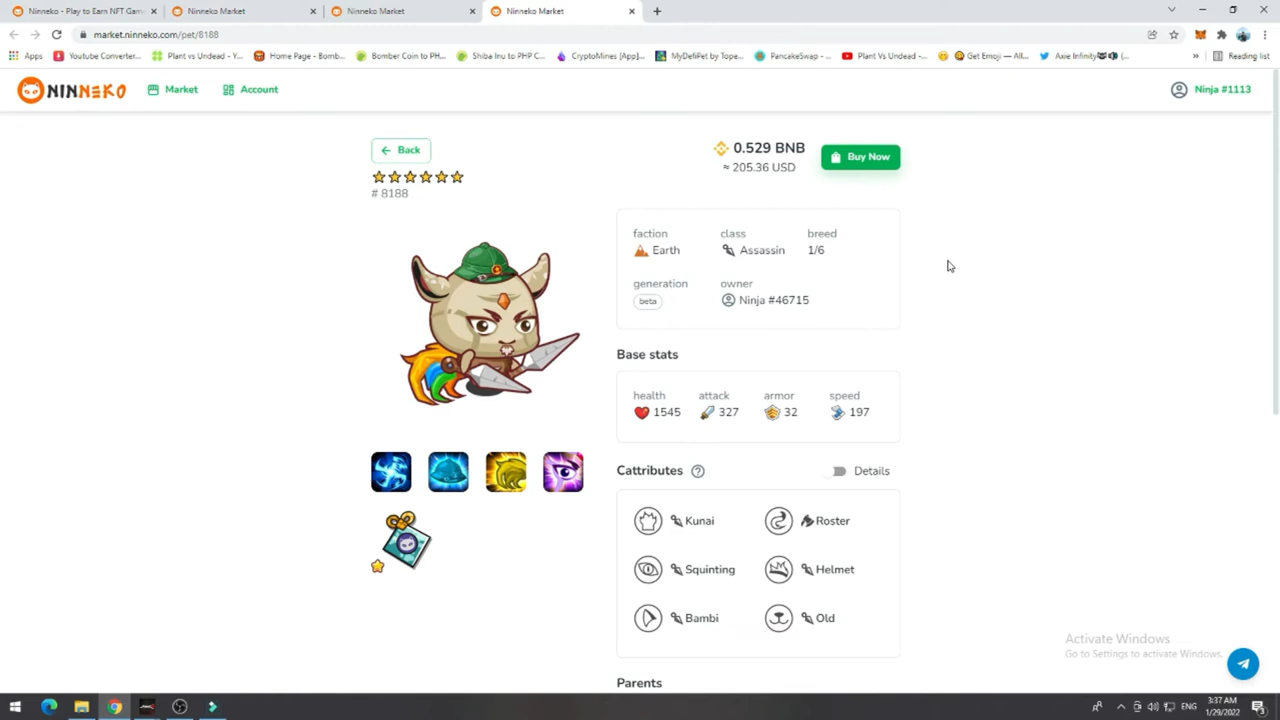 Ninneko - Play to Earn NFT Gam
Ninneko Market
Ninneko Market
Ninneko Market
market.ninneko.com/pet/8188
Apps
Youtube Converter...
Plant vs Undead - Y...
Home Page - Bomb...
Bomber Coin to PH...
Shiba Inu to PHP C...
CryptoMines [App]...
MyDefiPet by Tope...
PancakeSwap - ...
Plant Vs Undead -...
Get Emoji — All...
Axie Infinity
Reading list
NINNEKO
Market
Account
Ninja #1113
Back
# 8188
0.529 BNB
≈ 205.36 USD
Buy Now
faction
class
breed
Earth
Assassin
1/6
generation
owner
beta
Ninja #46715
Base stats
health
attack
armor
speed
1545
327
32
197
Cattributes
Details
Kunai
Roster
Squinting
Helmet
Bambi
Old
Parents
Activate Windows
Go to Settings to activate Windows.
ENG
3:37 AM
1/29/2022
3